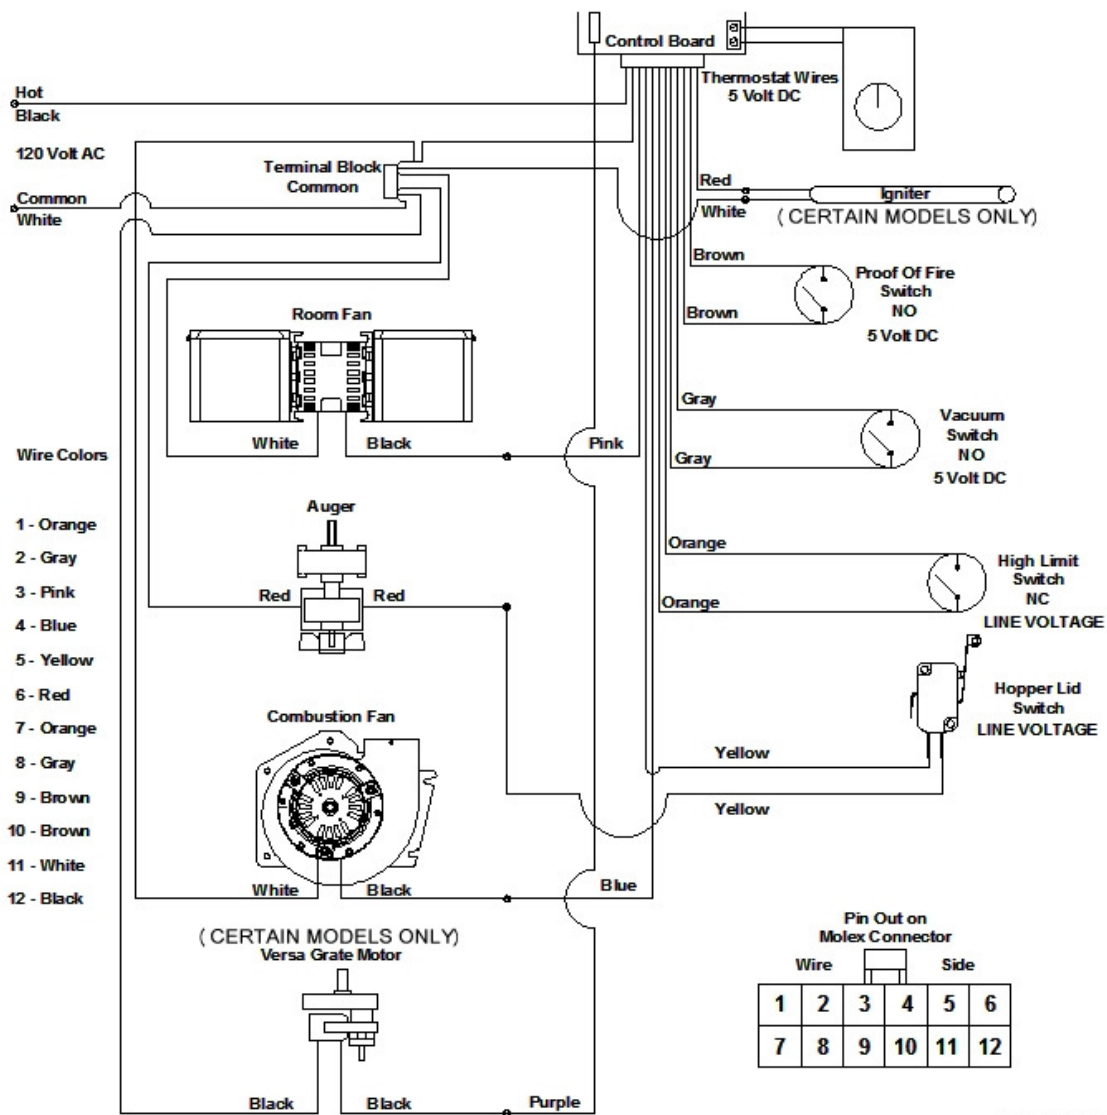 Control Board
Thermostat Wires
5 Volt DC
Hot
Black
120 Volt AC
Terminal Block
Common
Common
White
Red
White
Igniter
( CERTAIN MODELS ONLY)
Brown
Brown
Proof Of Fire
Switch
NO
5 Volt DC
Room Fan
White
Black
Pink
Gray
Gray
Vacuum
Switch
NO
5 Volt DC
Wire Colors
1 - Orange
2 - Gray
3 - Pink
4 - Blue
5 - Yellow
6 - Red
7 - Orange
8 - Gray
9 - Brown
10 - Brown
11 - White
12 - Black
Auger
Red
Red
Orange
Orange
High Limit
Switch
NC
LINE VOLTAGE
Hopper Lid
Switch
LINE VOLTAGE
Yellow
Yellow
Combustion Fan
White
Black
Blue
( CERTAIN MODELS ONLY)
Versa Grate Motor
Black
Black
Purple
Pin Out on
Molex Connector
Wire
Side
1 2 3 4 5 6
7 8 9 10 11 12